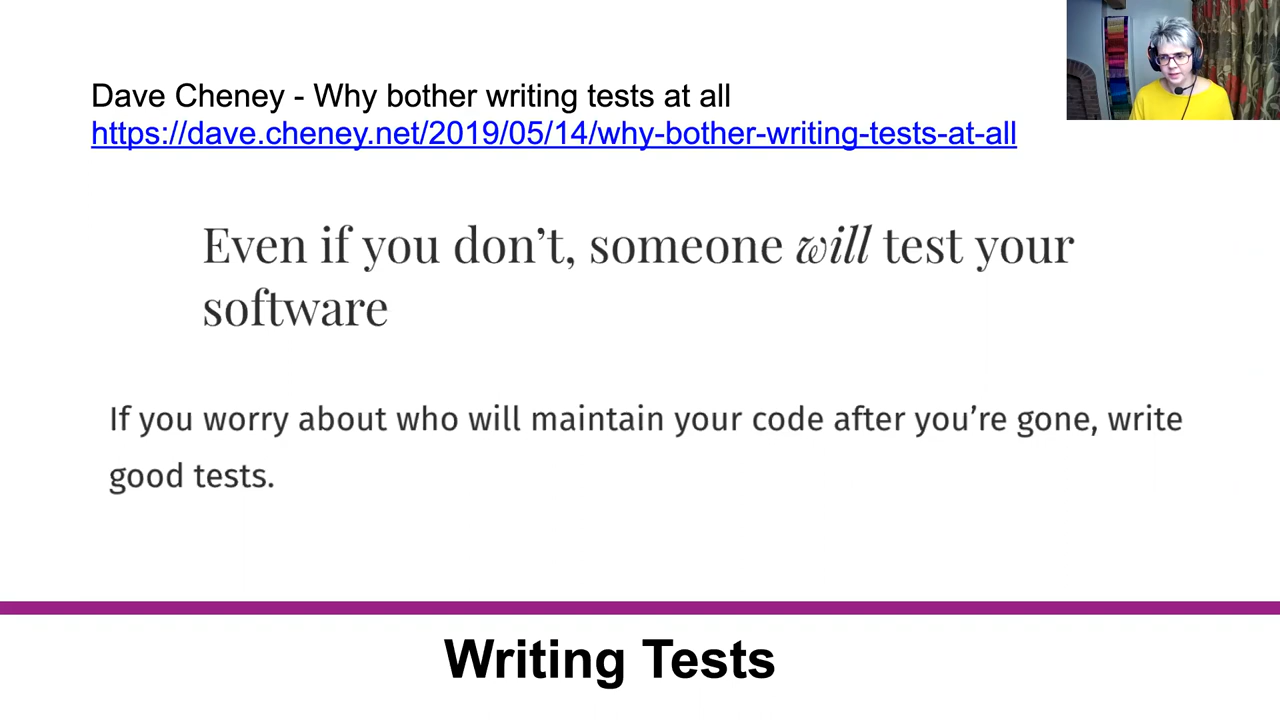 Dave Cheney - Why bother writing tests at all
https://dave.cheney.net/2019/05/14/why-bother-writing-tests-at-all
Even if you don’t, someone will test your
software
If you worry about who will maintain your code after you’re gone, write
good tests.
Writing Tests